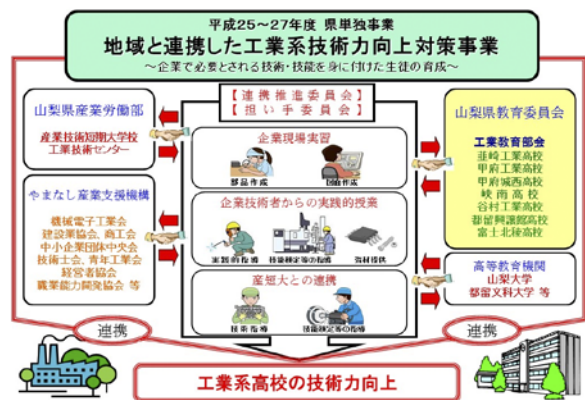 平成25～27年度 県単独事業
地域と連携した工業系技術力向上対策事業
～企業で必要とされる技術・技能を身に付けた生徒の育成～
【連携推進委員会】
【担い手委員会】
山梨県産業労働部
産業技術短期大学校
工業技術センター
やまなし産業支援機構
機械電子工業会
建設業協会、商工会
中小企業団体中央会
技術士会、青年工業会
経営者協会
職業能力開発協会 等
企業現場実習
部品作成
図面作成
企業技術者からの実践的授業
実践的指導
技能検定等の指導
資材提供
産短大との連携
技術指導
技能検定等の指導
山梨県教育委員会
工業教育部会
韮崎工業高校
甲府工業高校
甲府城西高校
峡南高校
谷村工業高校
都留興譲館高校
富士北稜高校
高等教育機関
山梨大学
都留文科大学 等
連携
連携
工業系高校の技術力向上